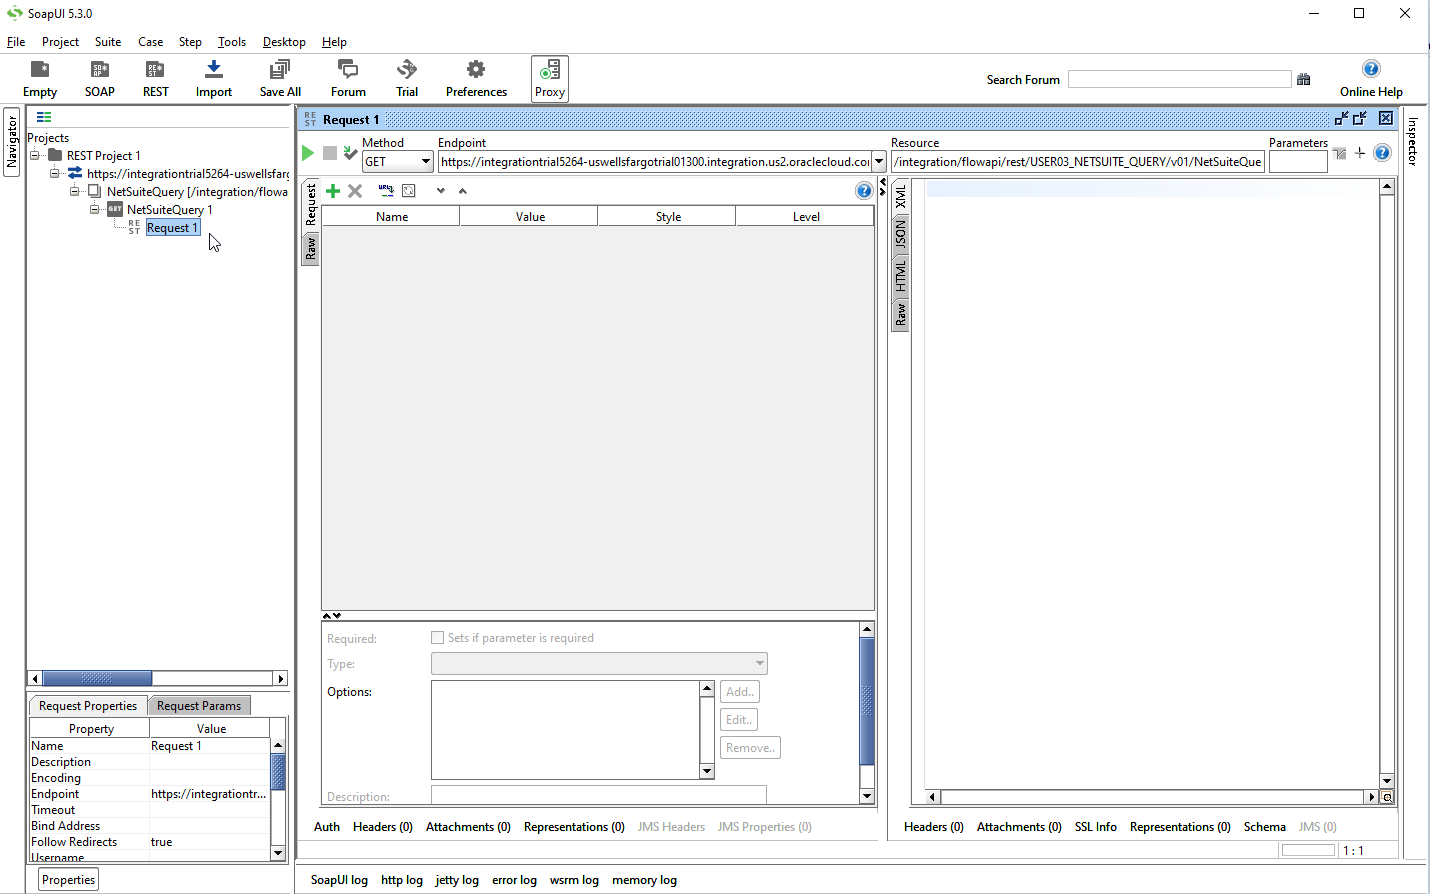 SoapUI 5.3.0
File Project Suite Case Step Tools Desktop Help
Empty SOAP REST Import Save All Forum Trial Preferences Proxy Search Forum Online Help
Navigator
Projects
REST Project 1
https://integrationtrial5264-uswellsfarg
NetSuiteQuery [/integration/flowa
GET NetSuiteQuery 1
REST Request 1
Request Properties Request Params
Property Value
Name Request 1
Description
Encoding
Endpoint https://integrationtr...
Timeout
Bind Address
Follow Redirects true
Username
Properties
REST Request 1
Method Endpoint Resource Parameters
GET https://integrationtrial5264-uswellsfargotrial01300.integration.us2.oraclecloud.com /integration/flowapi/rest/USER03_NETSUITE_QUERY/v01/NetSuiteQue
Request
Raw
Name Value Style Level
Required: Sets if parameter is required
Type:
Options: Add..
Edit..
Remove..
Description:
Auth Headers (0) Attachments (0) Representations (0) JMS Headers JMS Properties (0)
XML
JSON
HTML
Raw
Headers (0) Attachments (0) SSL Info Representations (0) Schema JMS (0)
1 : 1
Inspector
SoapUI log http log jetty log error log wsrm log memory log